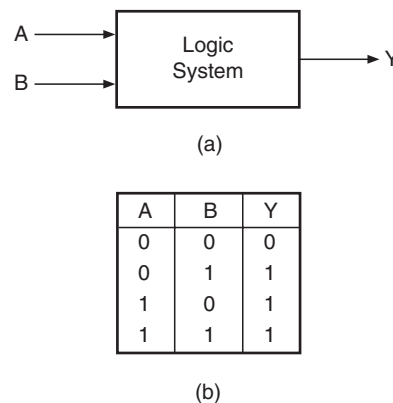 A
B
Logic
System
Y
(a)
A B Y
0 0 0
0 1 1
1 0 1
1 1 1
(b)